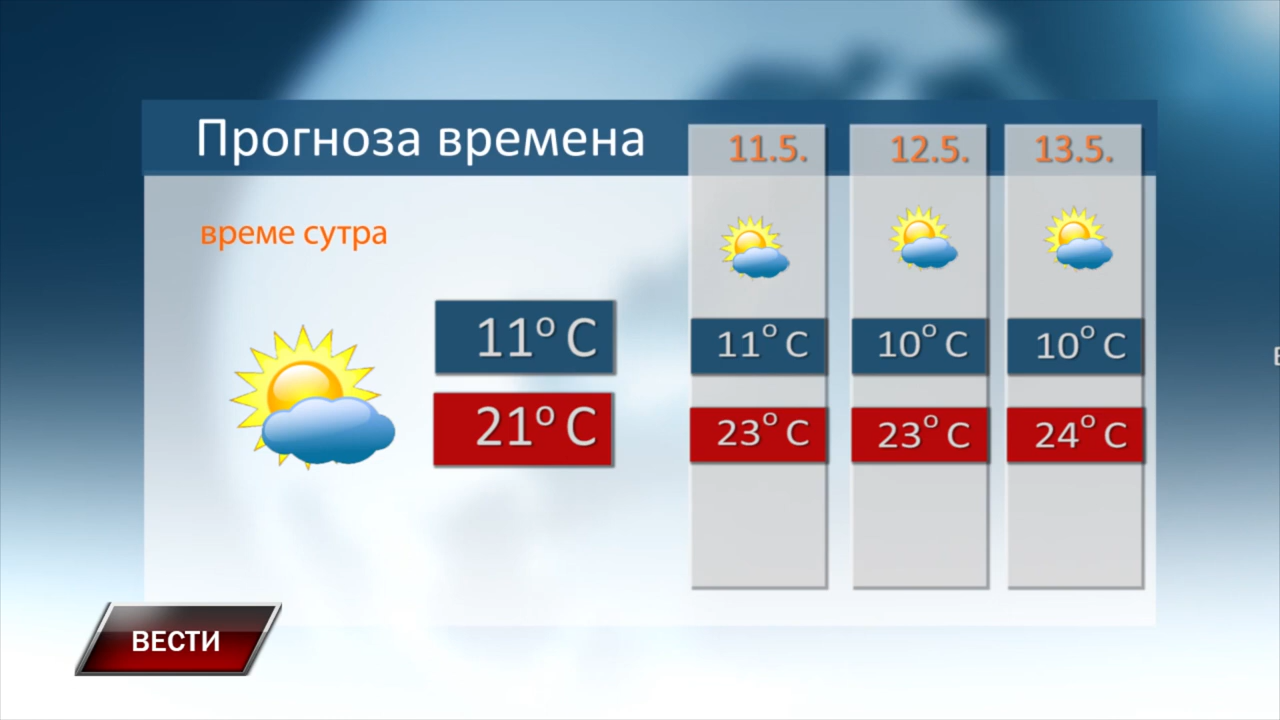 Прогноза времена
11.5.
12.5.
13.5.
време сутра
11° C
21° C
11° C
10° C
10° C
23° C
23° C
24° C
ВЕСТИ